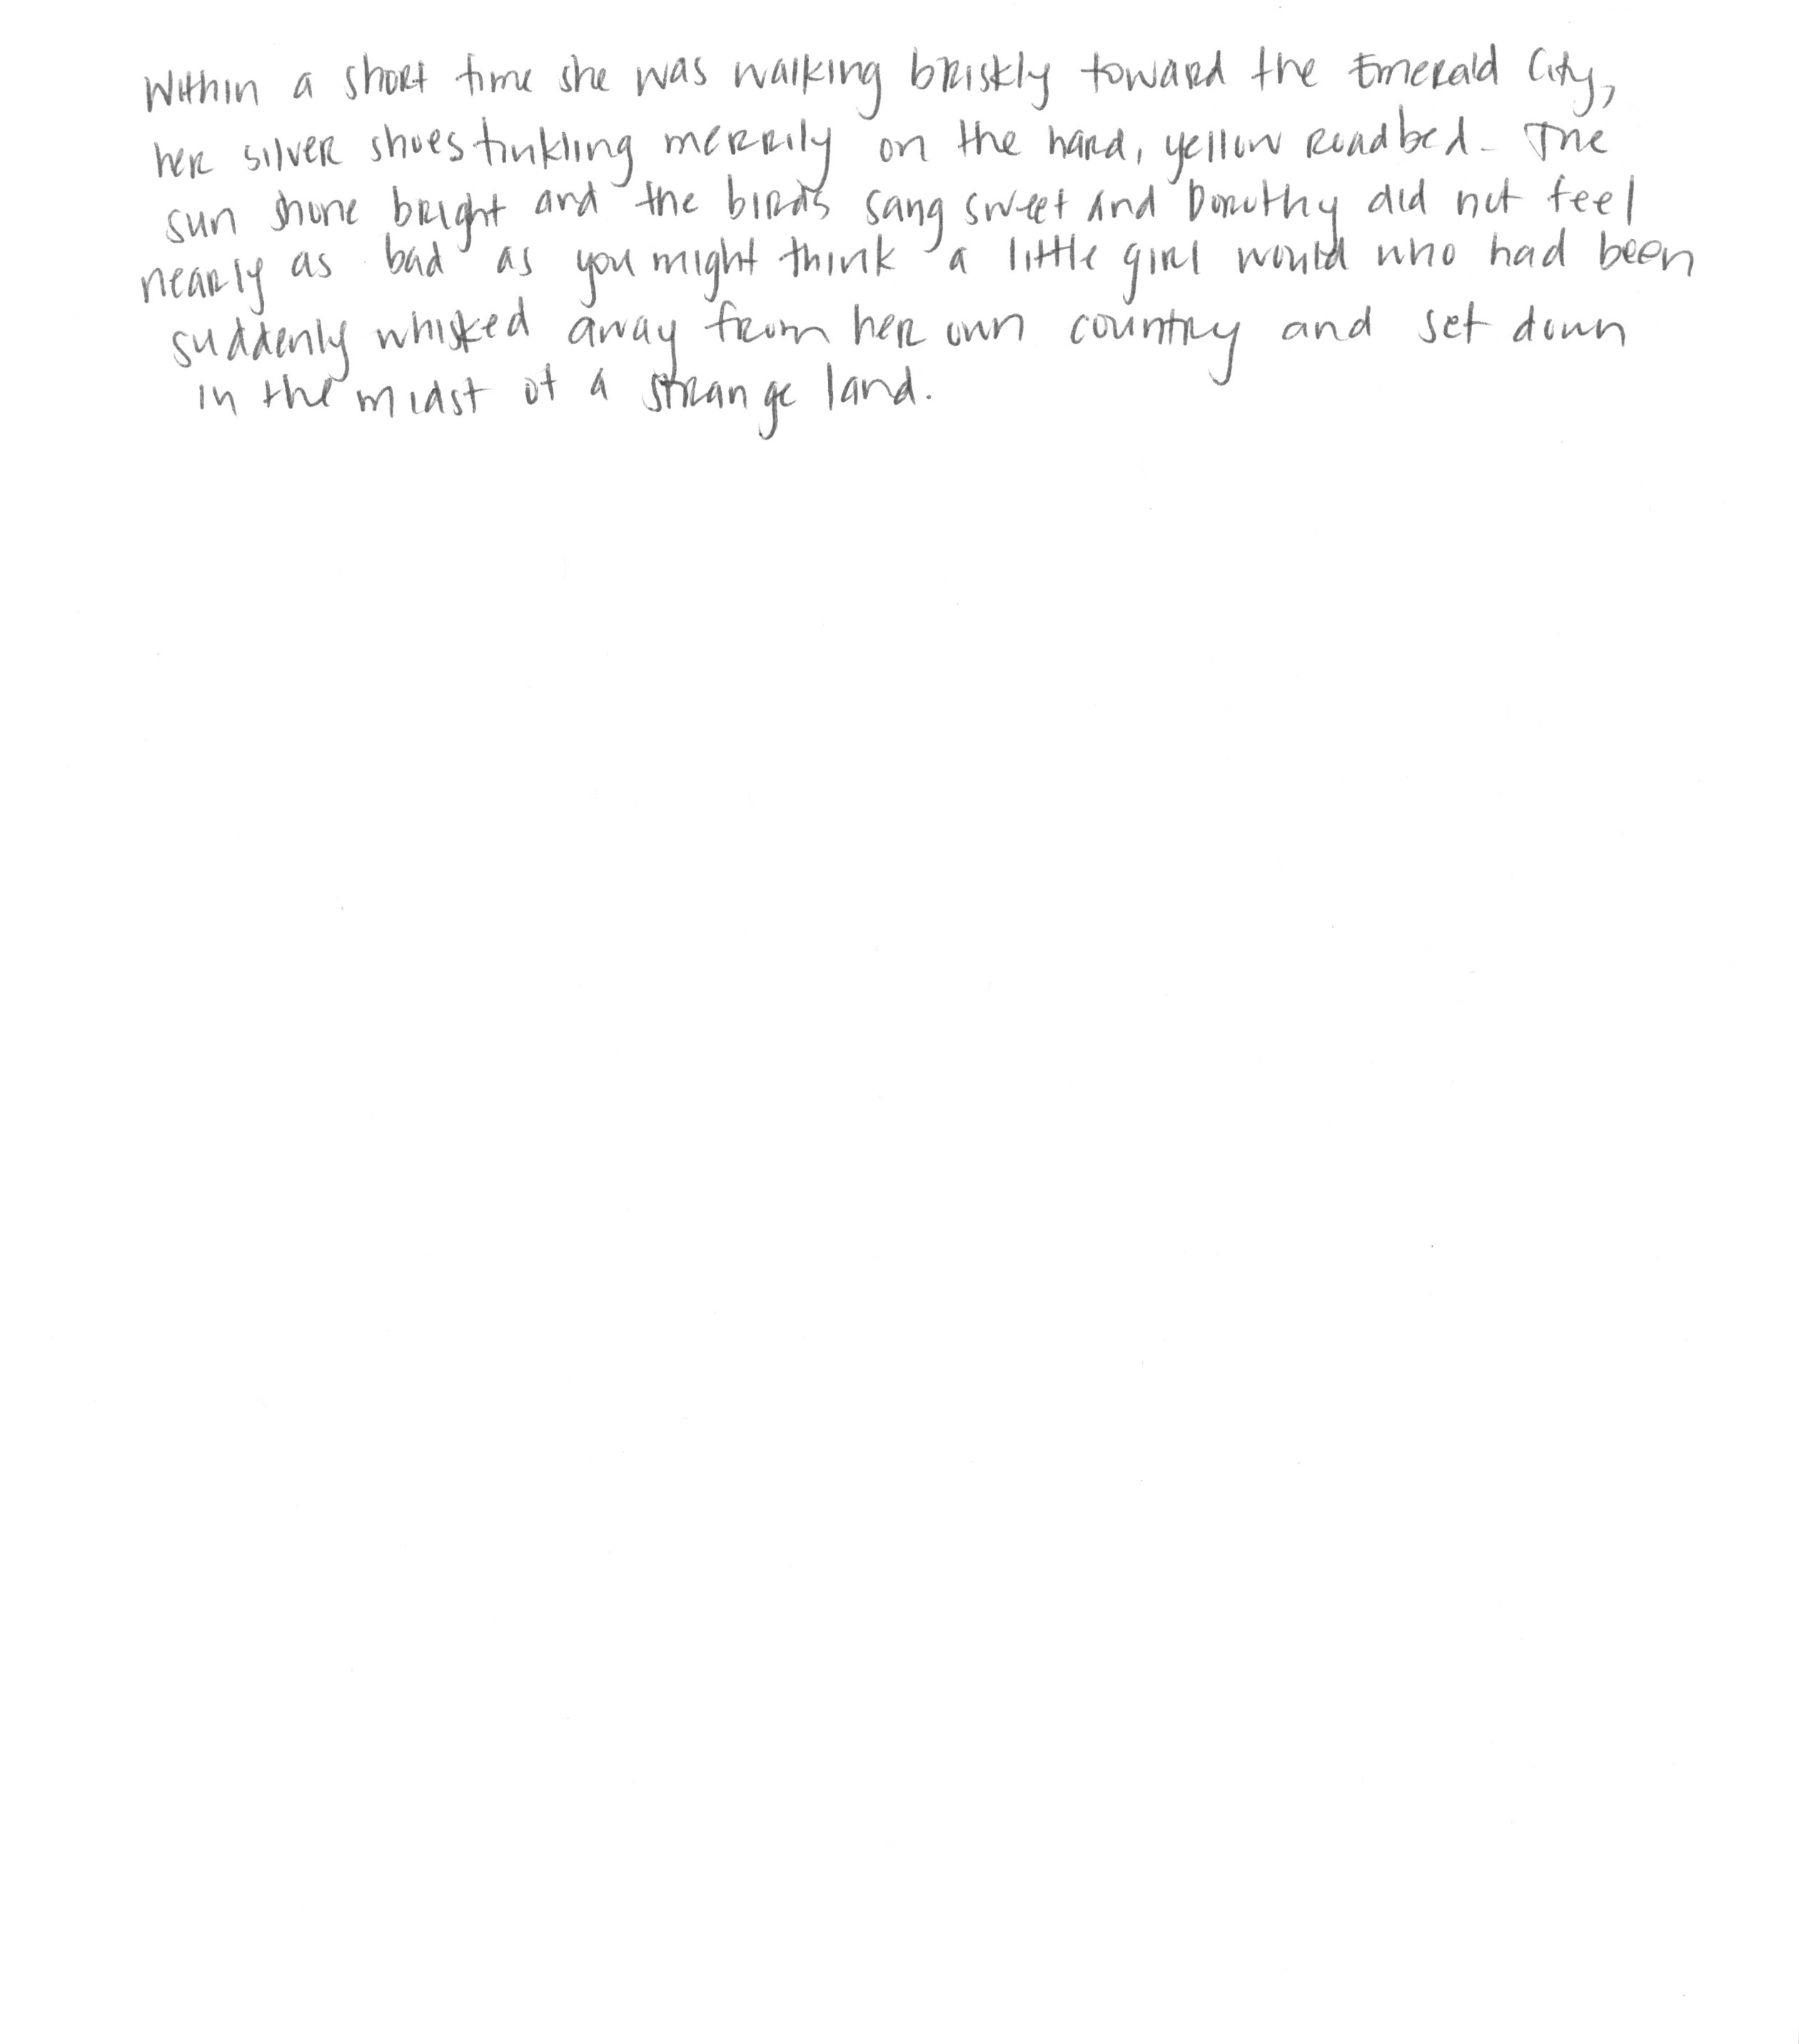 Within a short time she was walking briskly toward the Emerald City,
her silver shoes tinkling merrily on the hard, yellow roadbed. The
sun shone bright and the birds sang sweet and Dorothy did not feel
nearly as bad as you might think a little girl would who had been
suddenly whisked away from her own country and set down
in the midst of a strange land.